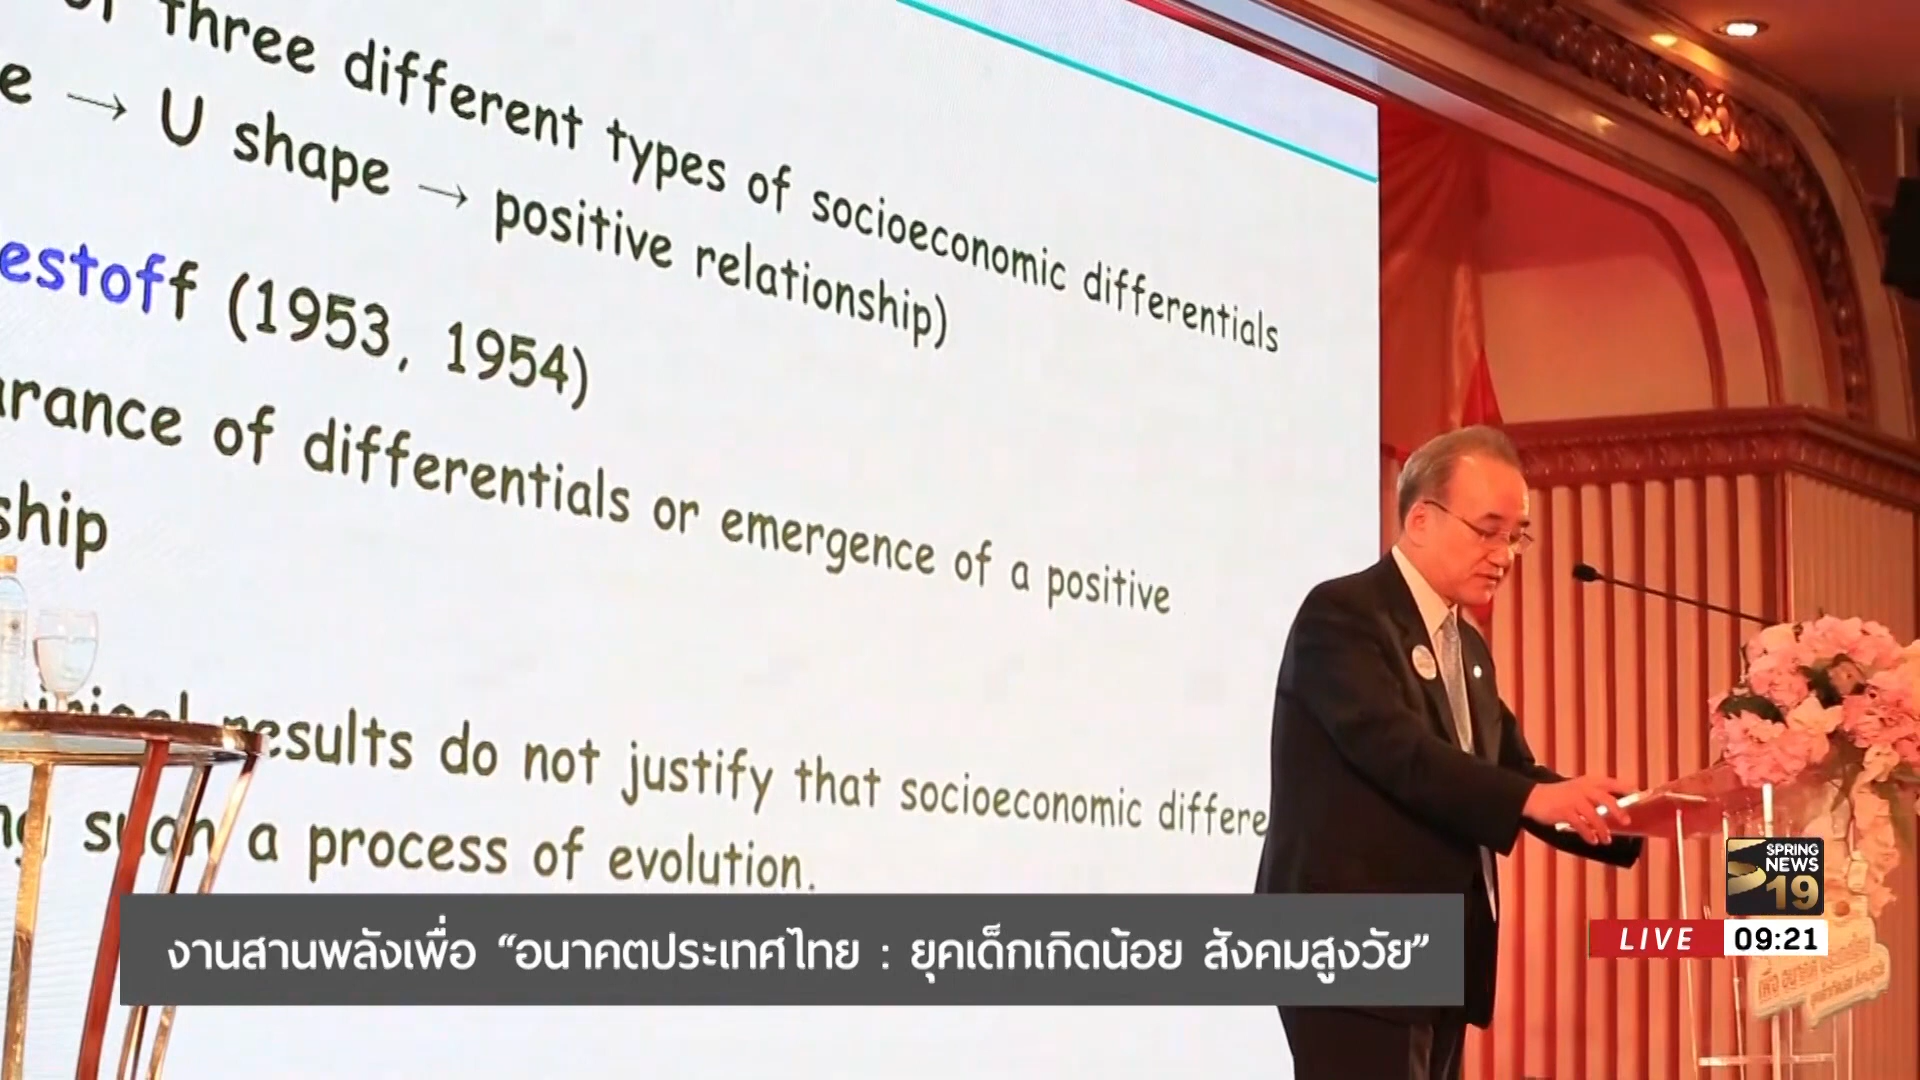 three different types of socioeconomic differentials
e → U shape → positive relationship)
estoff (1953, 1954)
arance of differentials or emergence of a positive
ship
results do not justify that socioeconomic differe
such a process of evolution.
งานสานพลังเพื่อ “อนาคตประเทศไทย : ยุคเด็กเกิดน้อย สังคมสูงวัย”
SPRING
NEWS
19
LIVE 09:21